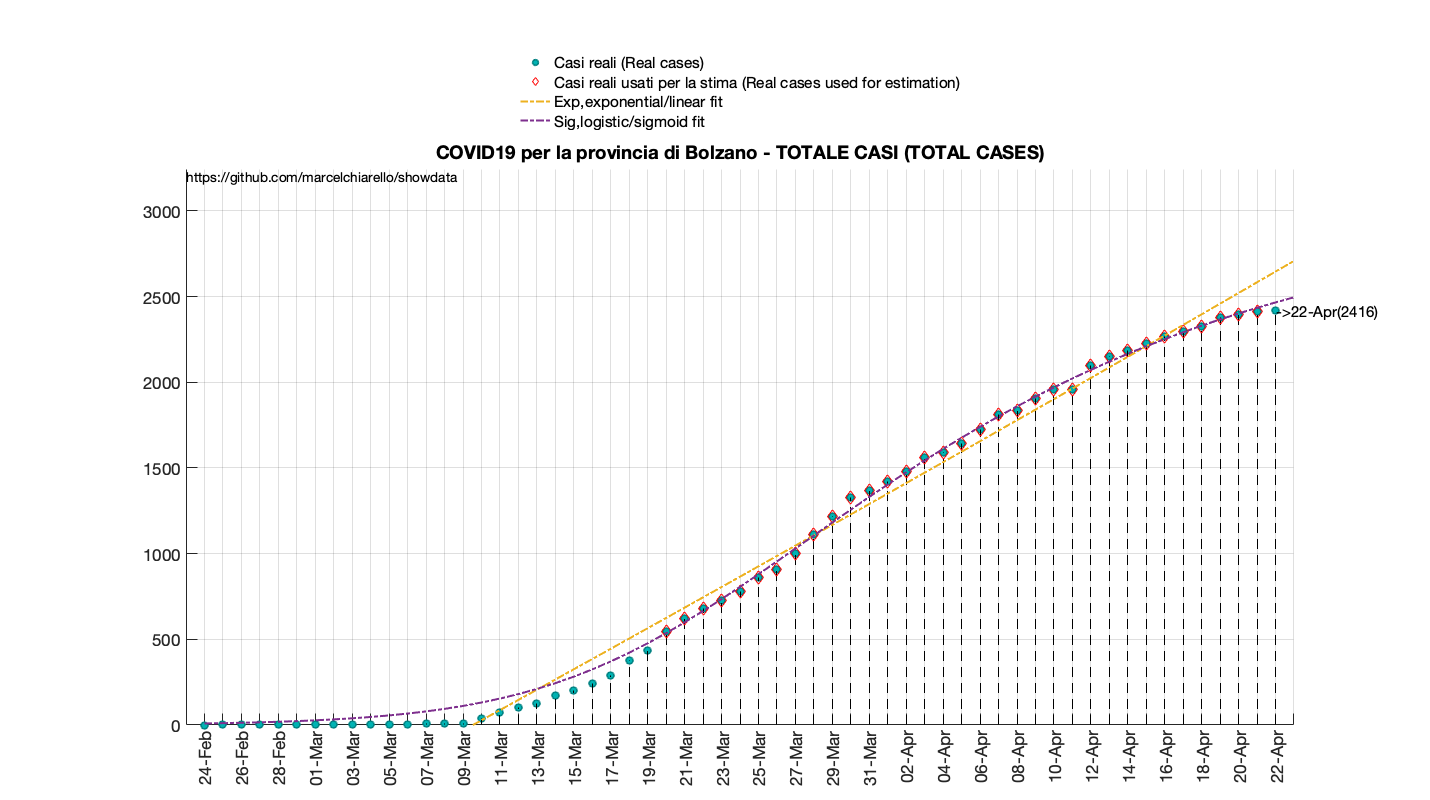 Casi reali (Real cases)
Casi reali usati per la stima (Real cases used for estimation)
Exp,exponential/linear fit
Sig,logistic/sigmoid fit
COVID19 per la provincia di Bolzano - TOTALE CASI (TOTAL CASES)
https://github.com/marcelchiarello/showdata
3000
2500
2000
1500
1000
500
0
->22-Apr(2416)
24-Feb
26-Feb
28-Feb
01-Mar
03-Mar
05-Mar
07-Mar
09-Mar
11-Mar
13-Mar
15-Mar
17-Mar
19-Mar
21-Mar
23-Mar
25-Mar
27-Mar
29-Mar
31-Mar
02-Apr
04-Apr
06-Apr
08-Apr
10-Apr
12-Apr
14-Apr
16-Apr
18-Apr
20-Apr
22-Apr